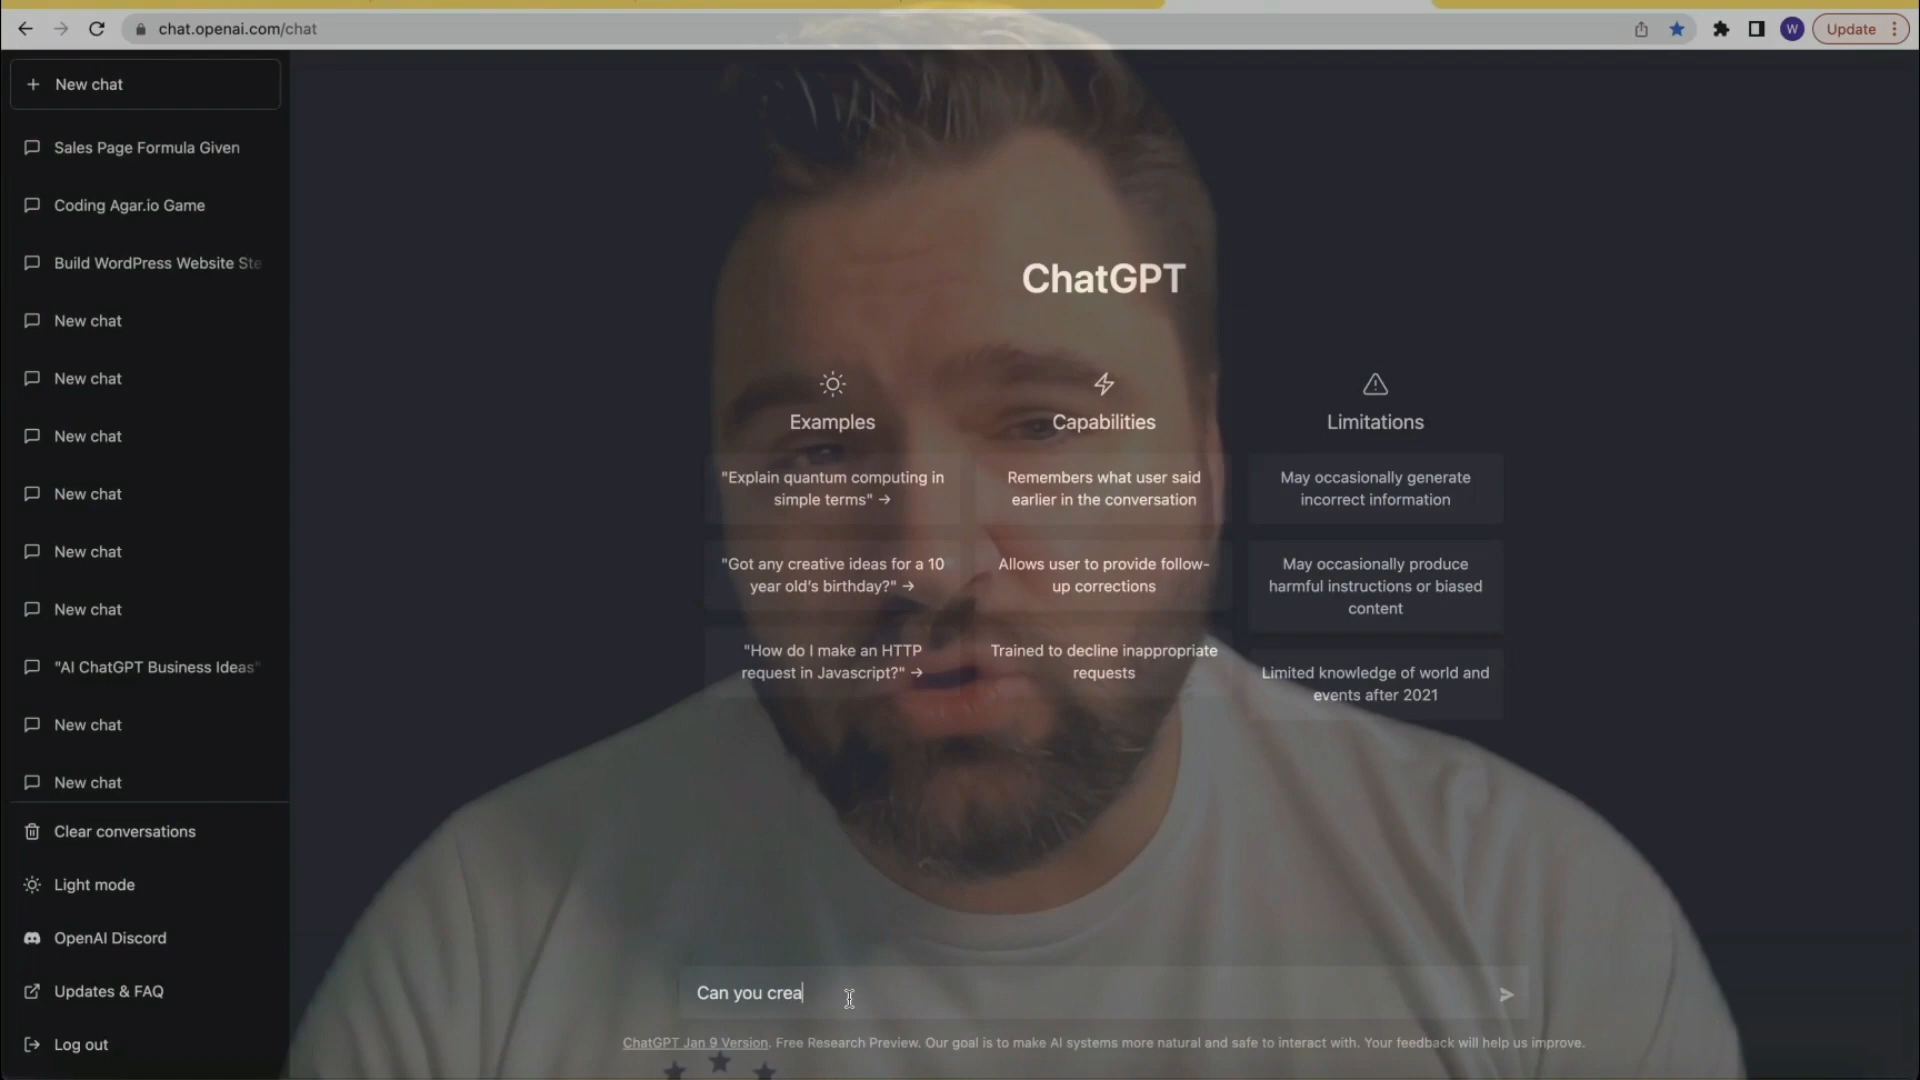 chat.openai.com/chat
W
Update
New chat
Sales Page Formula Given
Coding Agar.io Game
Build WordPress Website Ste
New chat
New chat
New chat
New chat
New chat
New chat
"AI ChatGPT Business Ideas"
New chat
New chat
Clear conversations
Light mode
OpenAI Discord
Updates & FAQ
Log out
ChatGPT
Examples
"Explain quantum computing in
simple terms" →
"Got any creative ideas for a 10
year old's birthday?" →
"How do I make an HTTP
request in Javascript?" →
Capabilities
Remembers what user said
earlier in the conversation
Allows user to provide follow-
up corrections
Trained to decline inappropriate
requests
Limitations
May occasionally generate
incorrect information
May occasionally produce
harmful instructions or biased
content
Limited knowledge of world and
events after 2021
Can you crea
ChatGPT Jan 9 Version. Free Research Preview. Our goal is to make AI systems more natural and safe to interact with. Your feedback will help us improve.